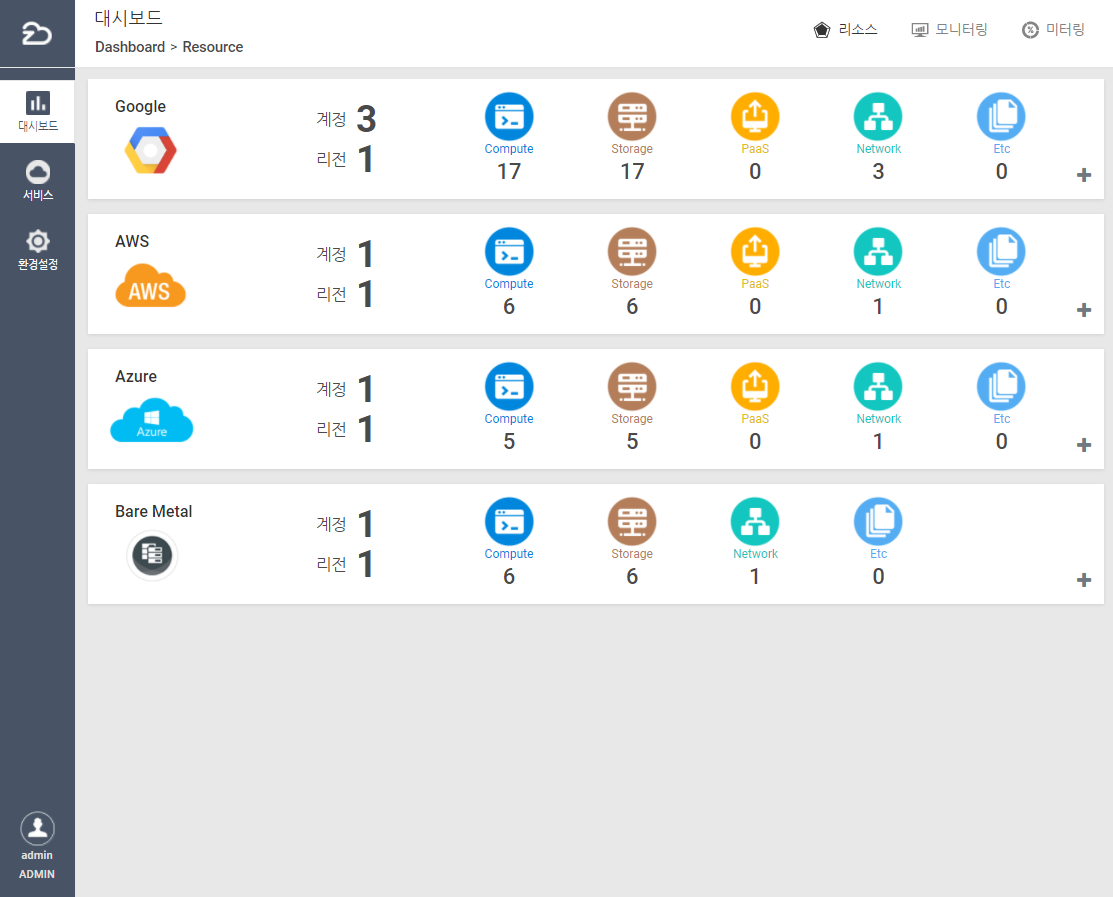 대시보드
Dashboard > Resource
리소스
모니터링
미터링
대시보드
서비스
환경설정
admin
ADMIN
Google
계정 3
리전 1
Compute
17
Storage
17
PaaS
0
Network
3
Etc
0
+
AWS
AWS
계정 1
리전 1
Compute
6
Storage
6
PaaS
0
Network
1
Etc
0
+
Azure
Azure
계정 1
리전 1
Compute
5
Storage
5
PaaS
0
Network
1
Etc
0
+
Bare Metal
계정 1
리전 1
Compute
6
Storage
6
Network
1
Etc
0
+